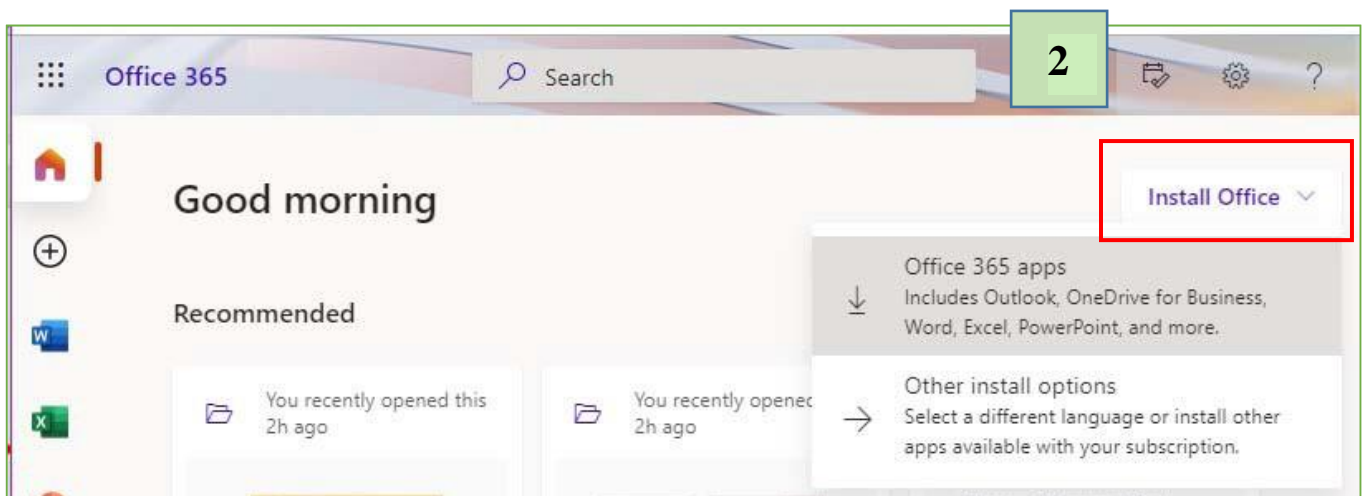 2
Office 365
Search
?
Good morning
Install Office
Office 365 apps
Includes Outlook, OneDrive for Business,
Word, Excel, PowerPoint, and more.
Recommended
W
X
Other install options
Select a different language or install other
apps available with your subscription.
You recently opened this
2h ago
You recently opened
2h ago